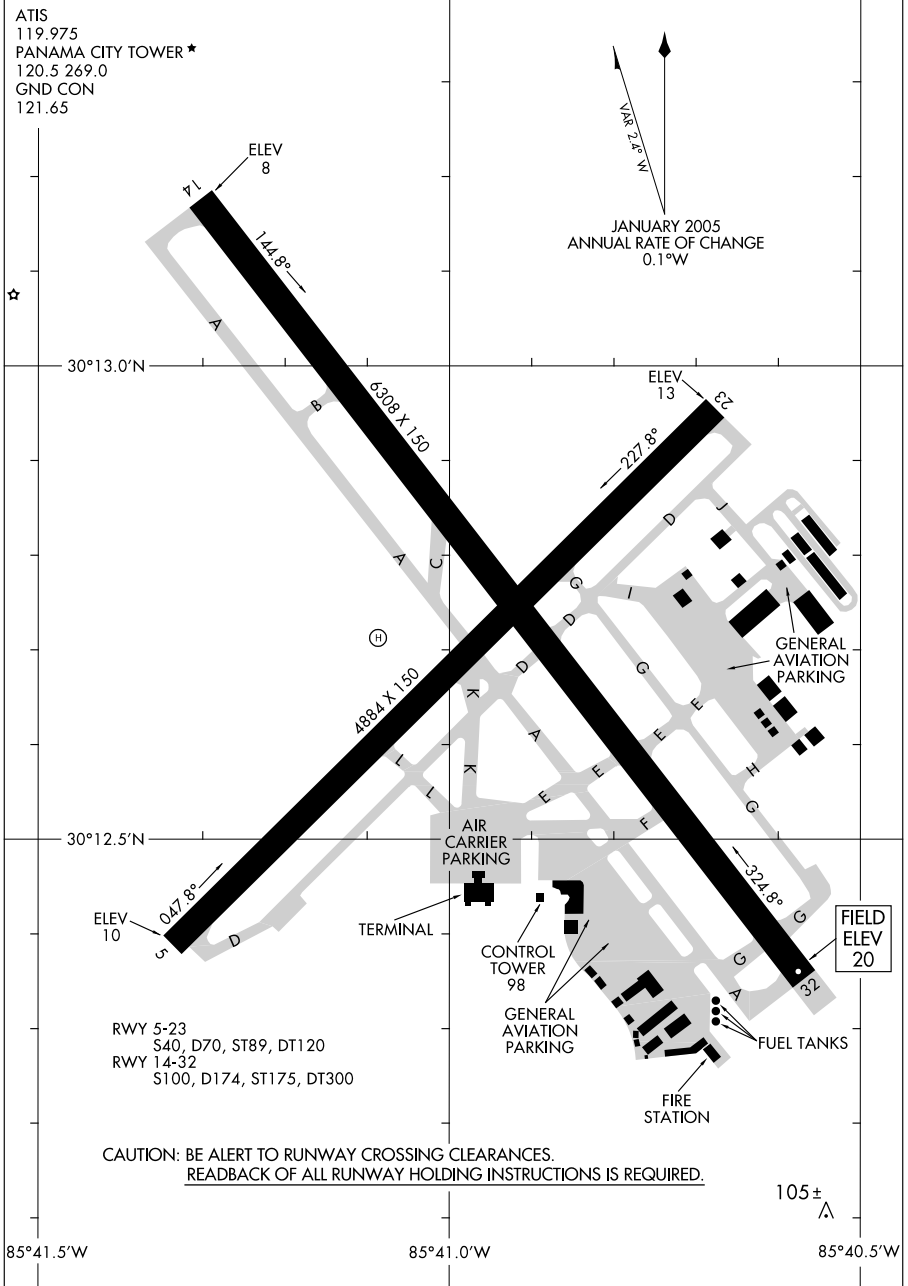 ATIS
119.975
PANAMA CITY TOWER
120.5 269.0
GND CON
121.65
VAR 2.4° W
JANUARY 2005
ANNUAL RATE OF CHANGE
0.1°W
ELEV
8
14
144.8°
A
30°13.0'N
B
6308 X 150
ELEV
13
23
227.8°
D
J
A
C
G
I
D
H
GENERAL
AVIATION
PARKING
D
G
K
E
4884 X 150
A
E
L
K
E
H
L
E
F
G
30°12.5'N
AIR
CARRIER
PARKING
324.8°
047.8°
ELEV
10
5
D
TERMINAL
CONTROL
TOWER
98
G
G
FIELD
ELEV
20
32
A
GENERAL
AVIATION
PARKING
FUEL TANKS
RWY 5-23
S40, D70, ST89, DT120
RWY 14-32
S100, D174, ST175, DT300
FIRE
STATION
CAUTION: BE ALERT TO RUNWAY CROSSING CLEARANCES.
READBACK OF ALL RUNWAY HOLDING INSTRUCTIONS IS REQUIRED.
105±
85°41.5'W
85°41.0'W
85°40.5'W